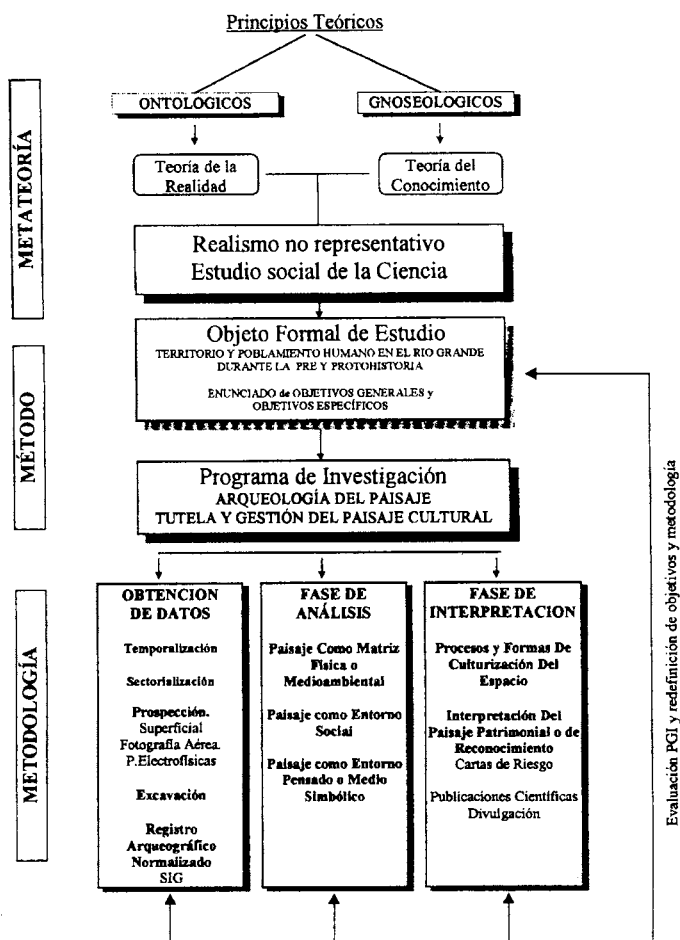 Principios Teóricos
ONTOLOGICOS
GNOSEOLOGICOS
Teoría de la
Realidad
Teoría del
Conocimiento
METATEORÍA
Realismo no representativo
Estudio social de la Ciencia
Objeto Formal de Estudio
TERRITORIO Y POBLAMIENTO HUMANO EN EL RIO GRANDE
DURANTE LA PRE Y PROTOHISTORIA
ENUNCIADO de OBJETIVOS GENERALES y
OBJETIVOS ESPECÍFICOS
MÉTODO
Programa de Investigación
ARQUEOLOGÍA DEL PAISAJE
TUTELA Y GESTIÓN DEL PAISAJE CULTURAL
METODOLOGÍA
OBTENCION
DE DATOS
Temporalización
Sectorialización
Prospección.
Superficial
Fotografía Aérea.
P.Electrofísicas
Excavación
Registro
Arqueográfico
Normalizado
SIG
FASE DE
ANÁLISIS
Paisaje Como Matriz
Física o
Medioambiental
Paisaje como Entorno
Social
Paisaje como Entorno
Pensado o Medio
Simbólico
FASE DE
INTERPRETACION
Procesos y Formas De
Culturización Del
Espacio
Interpretación Del
Paisaje Patrimonial o de
Reconocimiento
Cartas de Riesgo
Publicaciones Científicas
Divulgación
Evaluación PGI y redefinición de objetivos y metodología